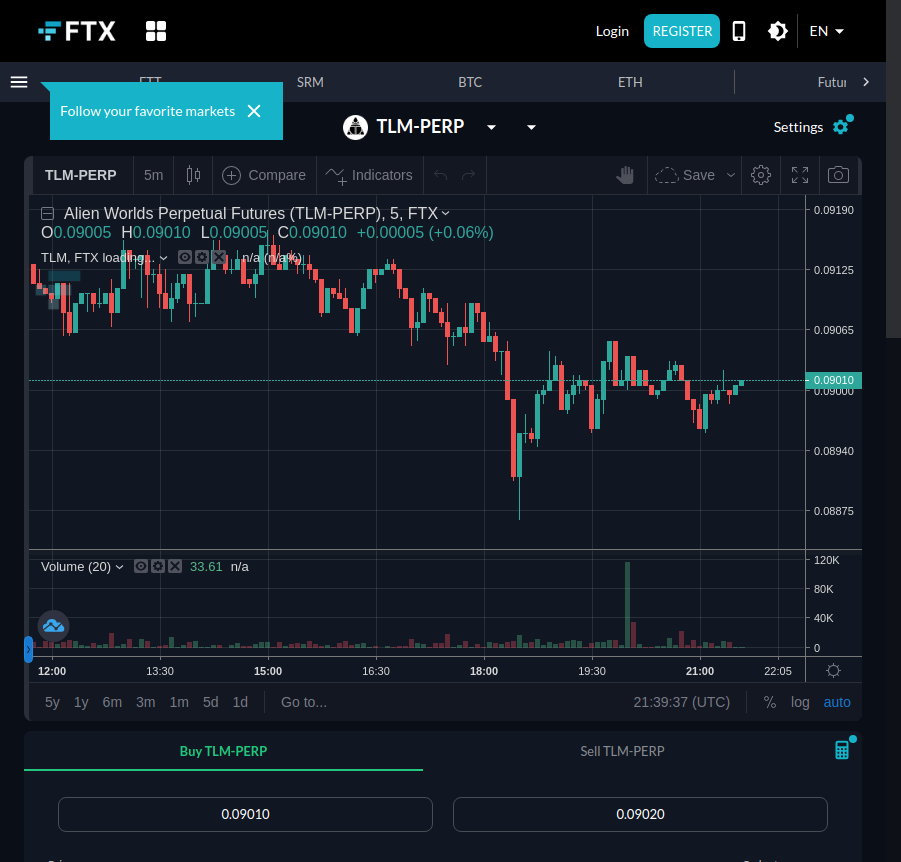 FTX
Login
REGISTER
EN
FTT
SRM
BTC
ETH
Futur
Follow your favorite markets
TLM-PERP
Settings
TLM-PERP
5m
Compare
Indicators
Save
Alien Worlds Perpetual Futures (TLM-PERP), 5, FTX
O0.09005 H0.09010 L0.09005 C0.09010 +0.00005 (+0.06%)
TLM, FTX loading... n/a (n/a%)
0.09190
0.09125
0.09065
0.09010
0.09000
0.08940
0.08875
Volume (20) 33.61 n/a
120K
80K
40K
0
12:00 13:30 15:00 16:30 18:00 19:30 21:00 22:05
5y 1y 6m 3m 1m 5d 1d Go to... 21:39:37 (UTC) % log auto
Buy TLM-PERP
Sell TLM-PERP
0.09010
0.09020